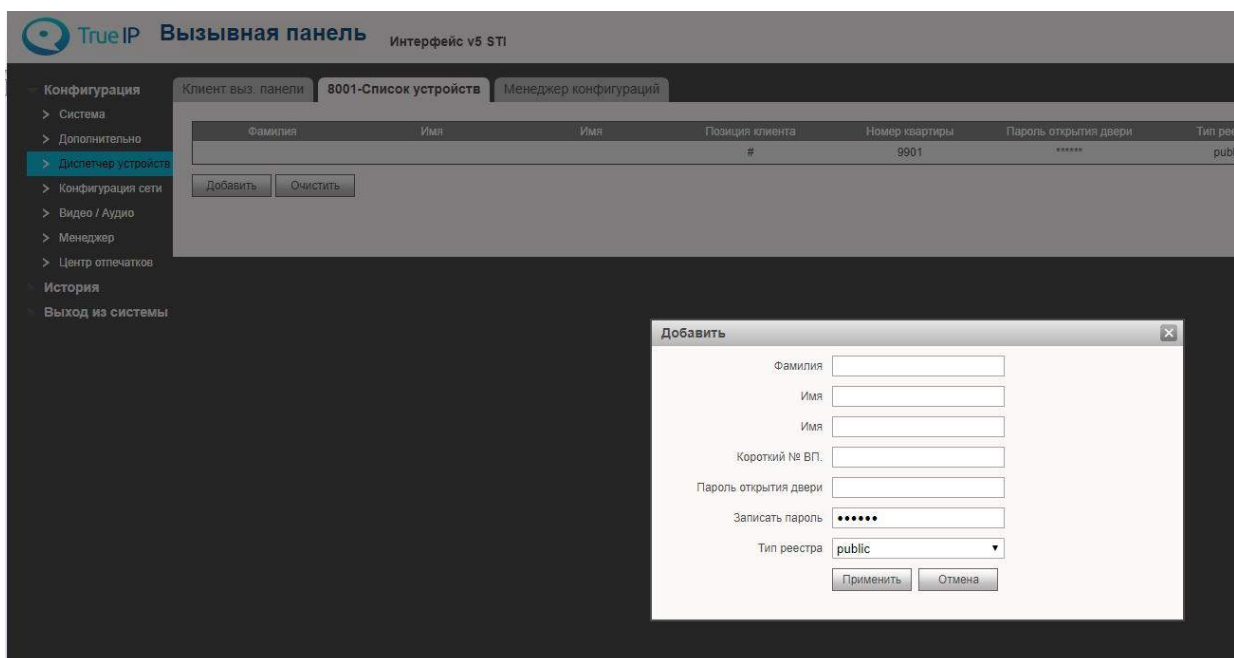 True IP Вызывная панель Интерфейс v5 STI
Конфигурация
Система
Дополнительно
Диспетчер устройств
Конфигурация сети
Видео / Аудио
Менеджер
Центр отпечатков
История
Выход из системы
Клиент выз. панели 8001-Список устройств Менеджер конфигураций
Фамилия Имя Имя Позиция клиента Номер квартиры Пароль открытия двери Тип рее
# 9901 ****** publ
Добавить Очистить
Добавить
Фамилия
Имя
Имя
Короткий № ВП.
Пароль открытия двери
Записать пароль ••••••
Тип реестра public
Применить Отмена